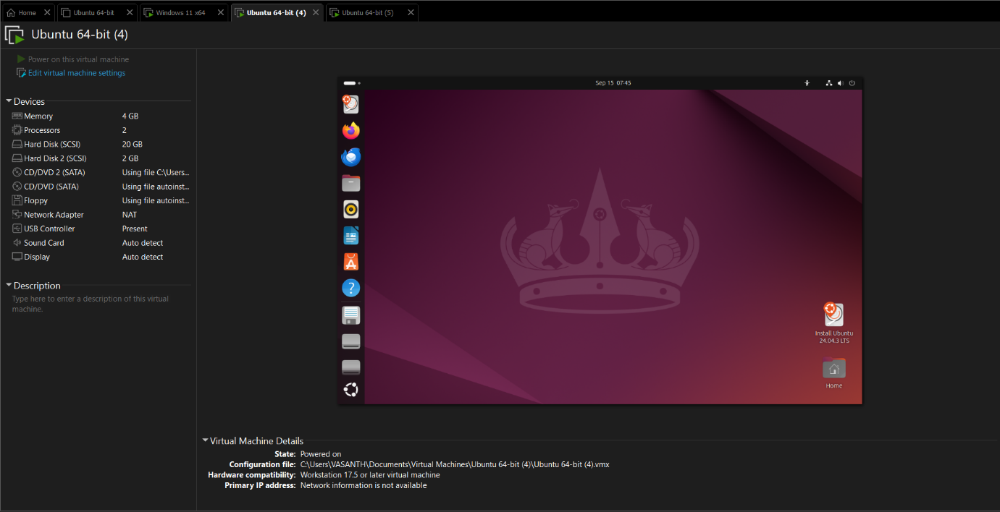 Home
Ubuntu 64-bit
Windows 11 x64
Ubuntu 64-bit (4)
Ubuntu 64-bit (5)
Ubuntu 64-bit (4)
Power on this virtual machine
Edit virtual machine settings
Devices
Memory 4 GB
Processors 2
Hard Disk (SCSI) 20 GB
Hard Disk 2 (SCSI) 2 GB
CD/DVD 2 (SATA) Using file C:\Users...
CD/DVD (SATA) Using file autoinst...
Floppy Using file autoinst...
Network Adapter NAT
USB Controller Present
Sound Card Auto detect
Display Auto detect
Description
Type here to enter a description of this virtual
machine.
Sep 15 07:45
Install Ubuntu
24.04.3 LTS
Home
Virtual Machine Details
State: Powered on
Configuration file: C:\Users\VASANTH\Documents\Virtual Machines\Ubuntu 64-bit (4)\Ubuntu 64-bit (4).vmx
Hardware compatibility: Workstation 17.5 or later virtual machine
Primary IP address: Network information is not available